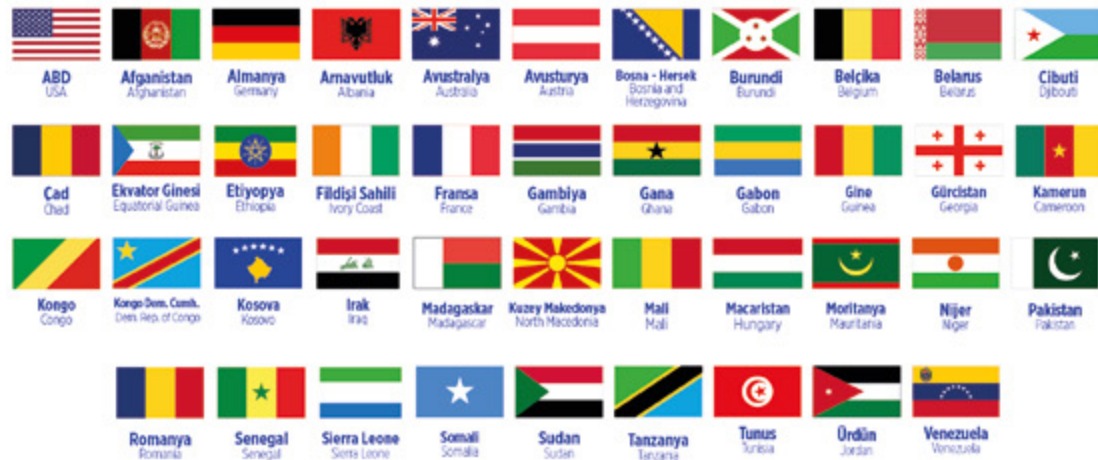 ABD
USA
Afganistan
Afghanistan
Almanya
Germany
Arnavutluk
Albania
Avustralya
Australia
Avusturya
Austria
Bosna - Hersek
Bosnia and
Herzegovina
Burundi
Burundi
Belçika
Belgium
Belarus
Belarus
Cibuti
Djibouti
Çad
Chad
Ekvator Ginesi
Equatorial Guinea
Etiyopya
Ethiopia
Fildişi Sahili
Ivory Coast
Fransa
France
Gambiya
Gambia
Gana
Ghana
Gabon
Gabon
Gine
Guinea
Gürcistan
Georgia
Kamerun
Cameroon
Kongo
Congo
Kongo Dem. Cumh.
Dem. Rep. of Congo
Kosova
Kosovo
Irak
Iraq
Madagaskar
Madagascar
Kuzey Makedonya
North Macedonia
Mali
Mali
Macaristan
Hungary
Moritanya
Mauritania
Nijer
Niger
Pakistan
Pakistan
Romanya
Romania
Senegal
Senegal
Sierra Leone
Sierra Leone
Somali
Somalia
Sudan
Sudan
Tanzanya
Tanzania
Tunus
Tunisia
Ürdün
Jordan
Venezuela
Venezuela